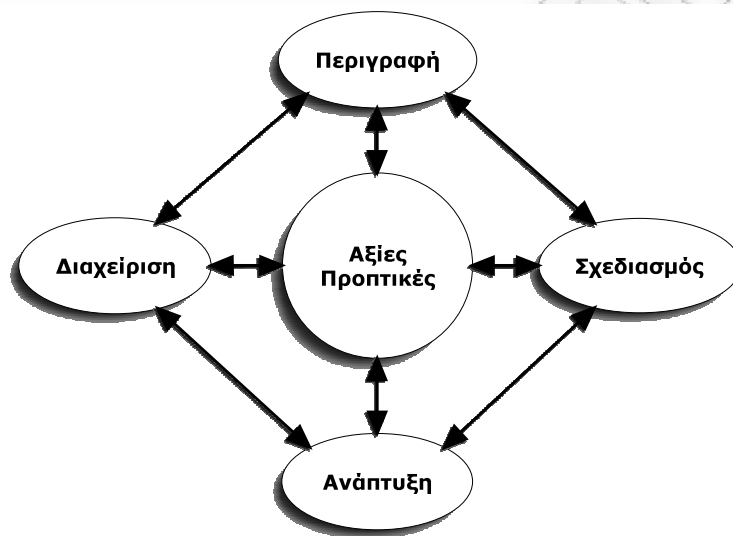 Περιγραφή
Διαχείριση
Αξίες
Προπτικές
Σχεδιασμός
Ανάπτυξη